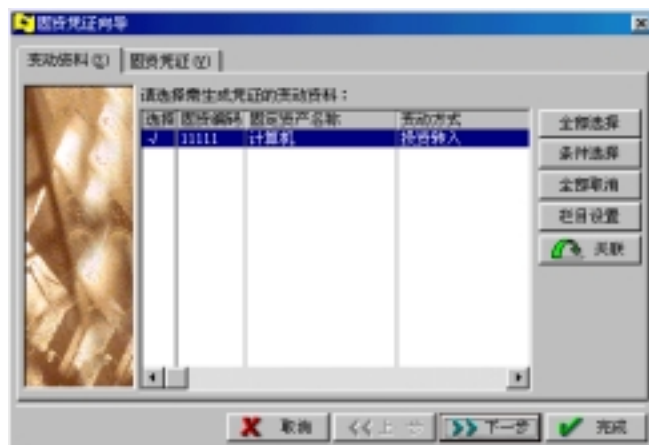 固资凭证向导
变动资料(Z) 固资凭证(V)
请选择需生成凭证的变动资料：
选择 固资编码 固定资产名称 变动方式
√ 11111 计算机 投资转入
全部选择
条件选择
全部取消
栏目设置
关联
取消 上一步 下一步 完成